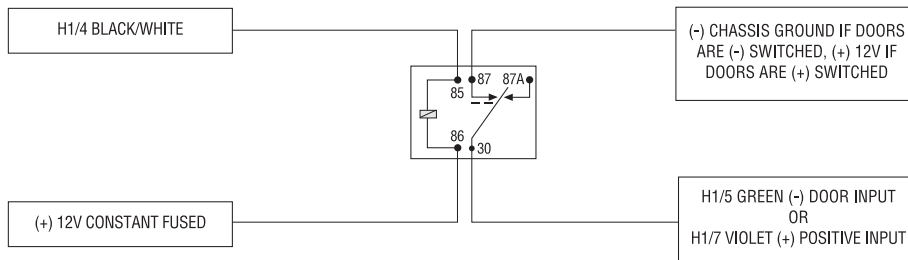 H1/4 BLACK/WHITE
(-) CHASSIS GROUND IF DOORS
ARE (-) SWITCHED, (+) 12V IF
DOORS ARE (+) SWITCHED
87 87A
85
86
30
(+) 12V CONSTANT FUSED
H1/5 GREEN (-) DOOR INPUT
OR
H1/7 VIOLET (+) POSITIVE INPUT